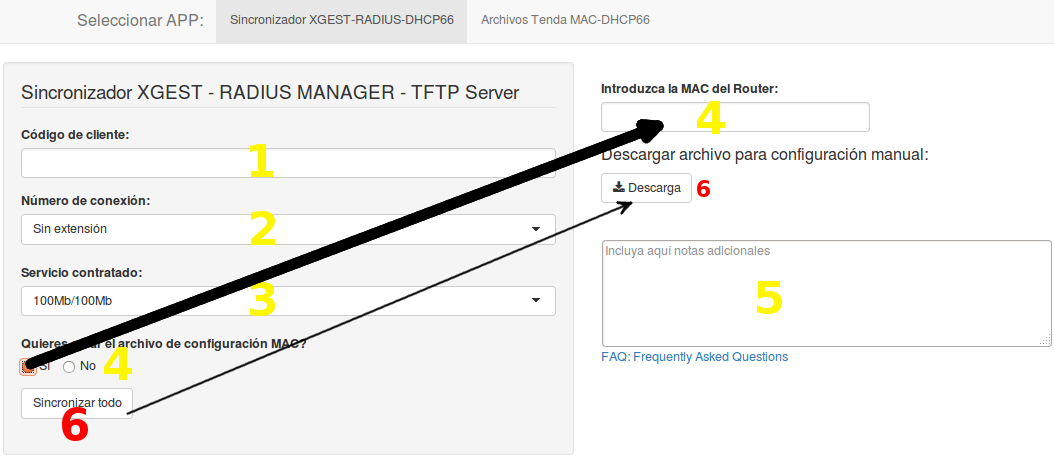 Seleccionar APP: Sincronizador XGEST-RADIUS-DHCP66 Archivos Tenda MAC-DHCP66
Sincronizador XGEST - RADIUS MANAGER - TFTP Server
Código de cliente:
1
Número de conexión:
Sin extensión
2
Servicio contratado:
100Mb/100Mb
3
Quieres el archivo de configuración MAC?
Si No
4
Sincronizar todo
6
Introduzca la MAC del Router:
4
Descargar archivo para configuración manual:
Descarga 6
Incluya aquí notas adicionales
5
FAQ: Frequently Asked Questions